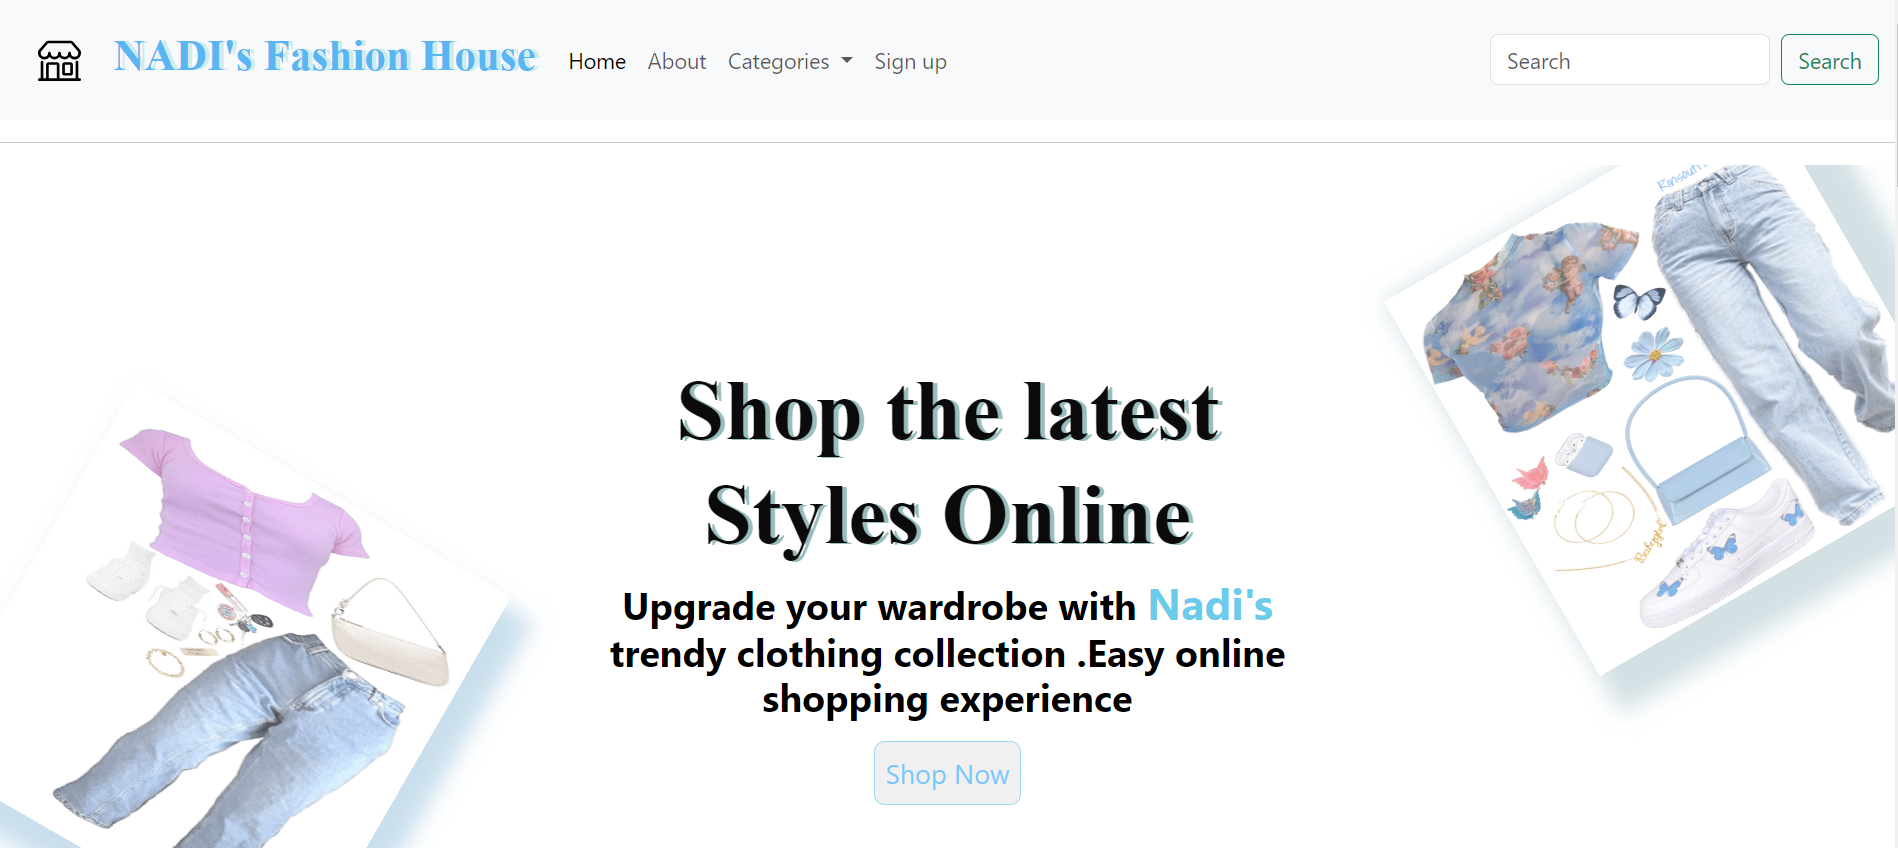 NADI's Fashion House
Home
About
Categories
Sign up
Search
Search
Shop the latest
Styles Online
Upgrade your wardrobe with Nadi's
trendy clothing collection .Easy online
shopping experience
Shop Now
Babygirl